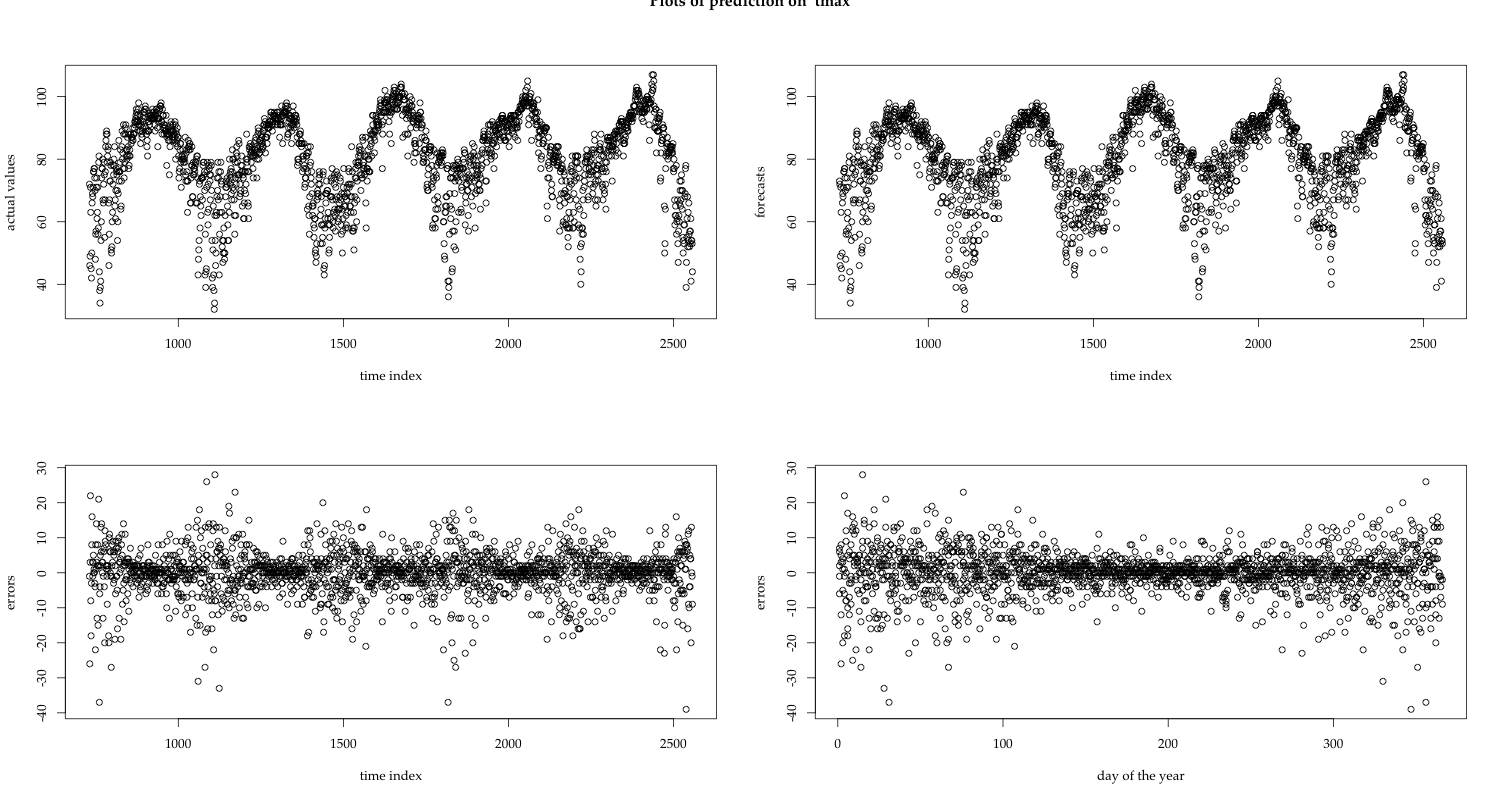 Plots of prediction on tmax
actual values
100
80
60
40
1000 1500 2000 2500
time index
forecasts
100
80
60
40
1000 1500 2000 2500
time index
errors
30
20
10
0
-10
-20
-30
-40
1000 1500 2000 2500
time index
errors
30
20
10
0
-10
-20
-30
-40
0 100 200 300
day of the year